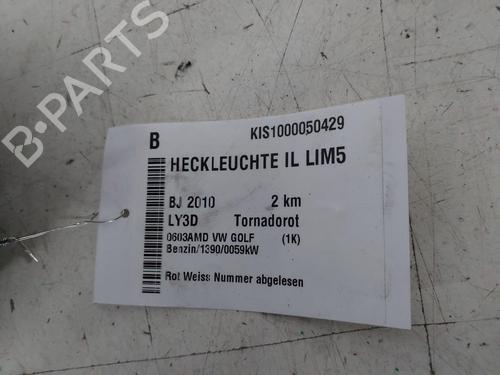 B-PARTS
B KIS1000050429
HECKLEUCHTE IL LIM5
BJ 2010 2 km
LY3D Tornadorot
0603AMD VW GOLF (1K)
Benzin/1390/0059kW
Rot Weiss Nummer abgelesen